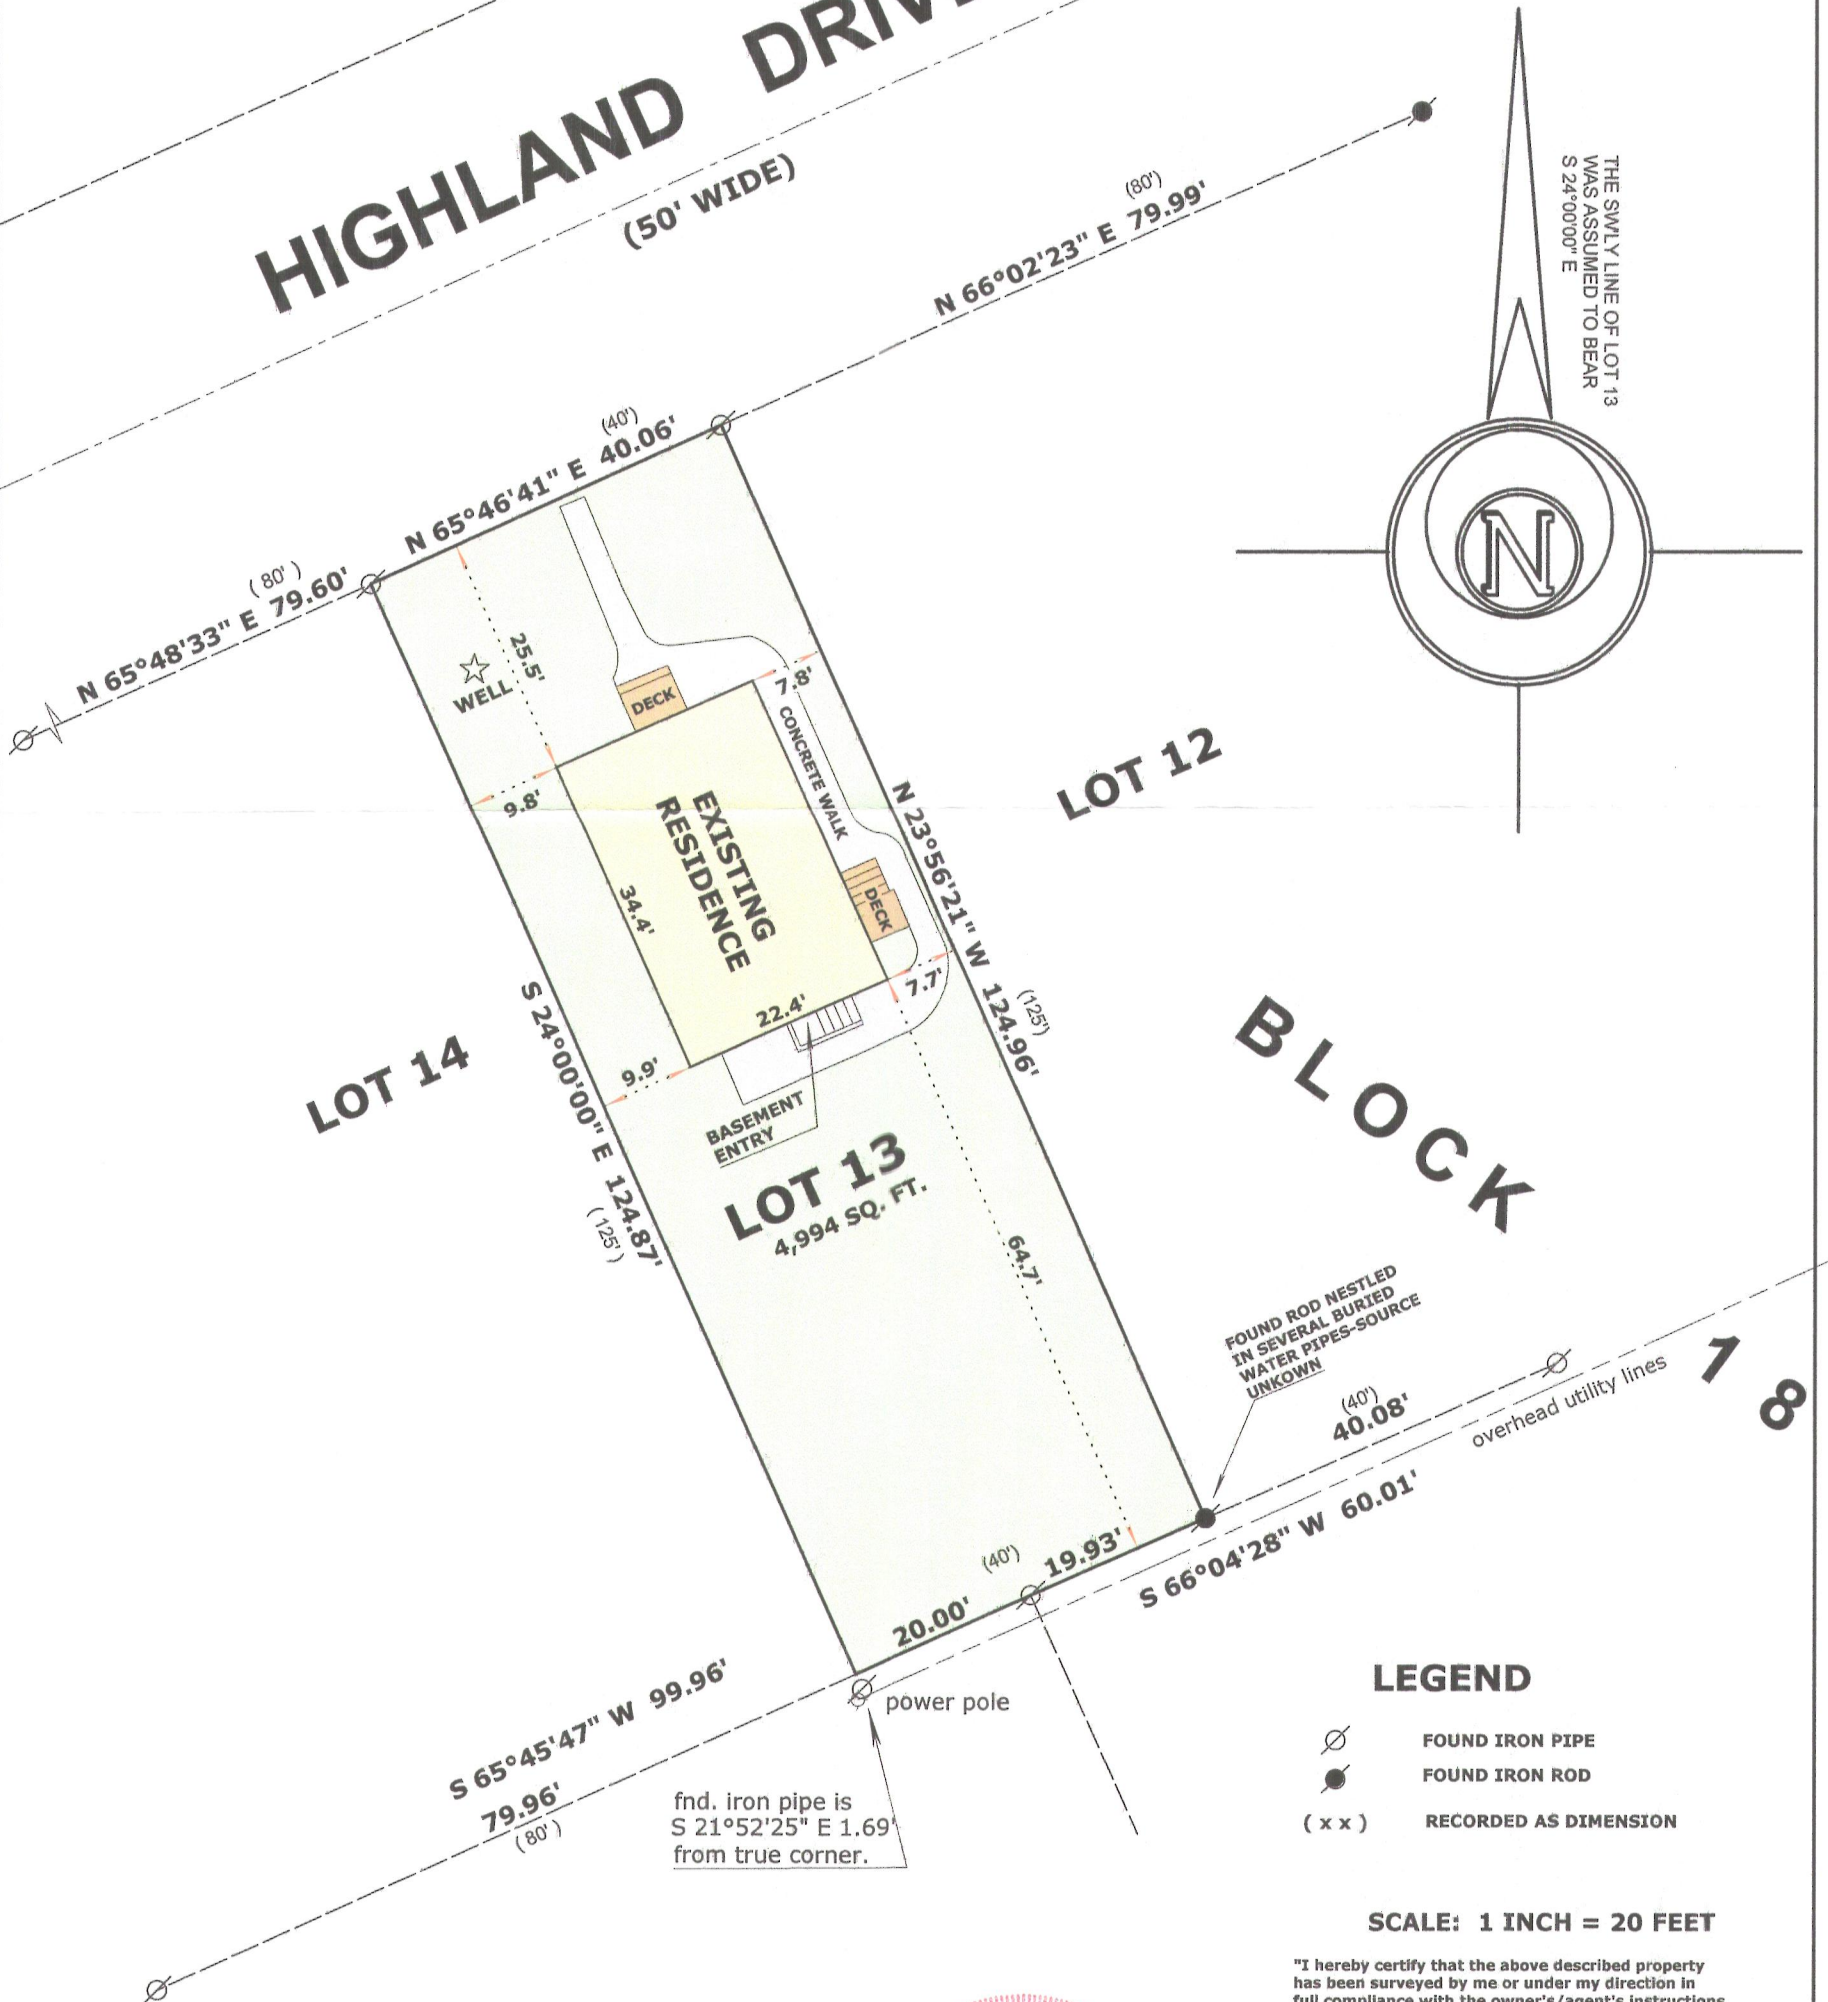 HIGHLAND DRIV
(50' WIDE)
THE SWLY LINE OF LOT 13
WAS ASSUMED TO BEAR
S 24°00'00" E
N
(80')
N 66°02'23" E 79.99'
(40')
N 65°46'41" E 40.06'
( 80' )
N 65°48'33" E 79.60'
25.5'
WELL
DECK
7.8'
CONCRETE WALK
9.8'
EXISTING
RESIDENCE
34.4'
22.4'
DECK
7.7'
9.9'
N 23°56'21" W 124.96'
(125')
LOT 12
LOT 14
S 24°00'00" E 124.87'
(125')
BASEMENT
ENTRY
LOT 13
4,994 SQ. FT.
64.7'
BLOCK
18
FOUND ROD NESTLED
IN SEVERAL BURIED
WATER PIPES-SOURCE
UNKOWN
(40')
40.08'
overhead utility lines
S 66°04'28" W 60.01'
(40')
19.93'
20.00'
power pole
S 65°45'47" W 99.96'
79.96'
(80')
fnd. iron pipe is
S 21°52'25" E 1.69'
from true corner.
LEGEND
FOUND IRON PIPE
FOUND IRON ROD
( x x ) RECORDED AS DIMENSION
SCALE: 1 INCH = 20 FEET
"I hereby certify that the above described property
has been surveyed by me or under my direction in
full compliance with the owner's/agent's instructions